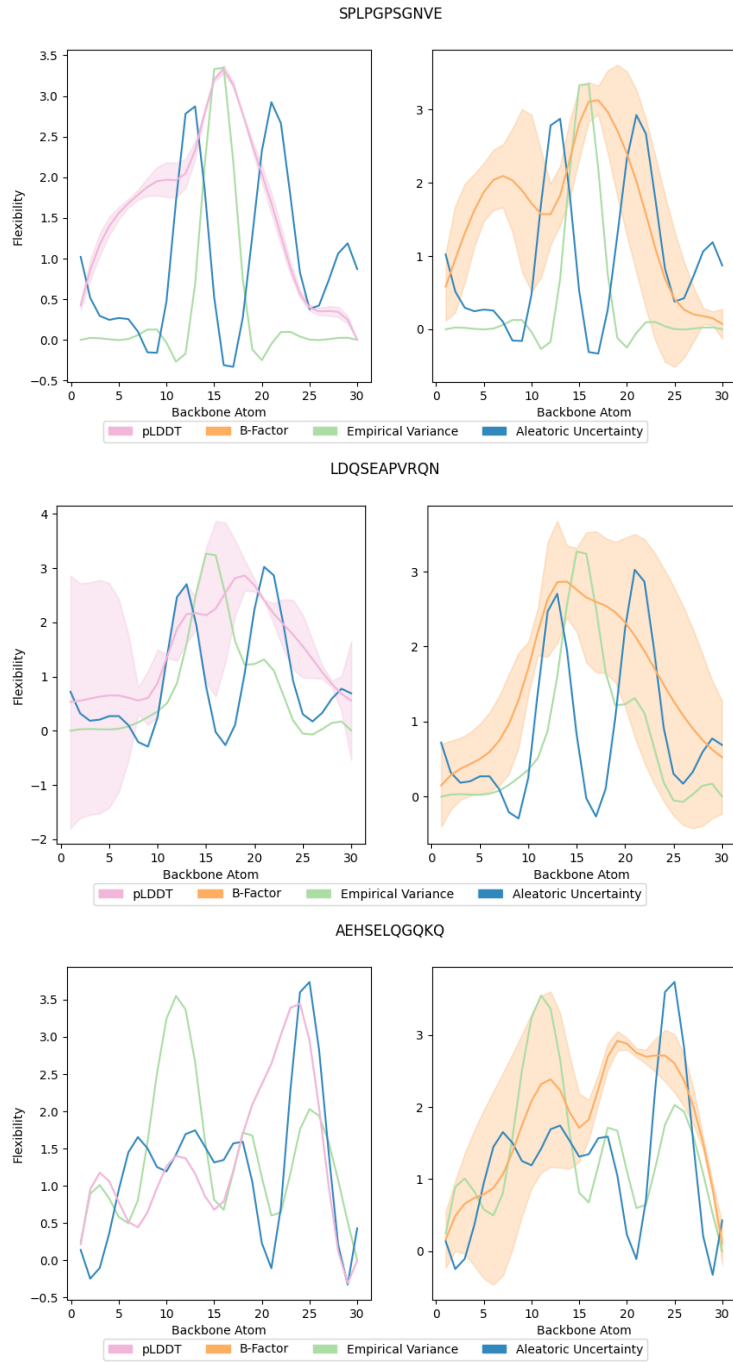 SPLPGPSGNVE
3.5
3.0
2.5
2.0
1.5
1.0
0.5
0.0
−0.5
Flexibility
0 5 10 15 20 25 30
Backbone Atom
3
2
1
0
0 5 10 15 20 25 30
Backbone Atom
pLDDT B-Factor Empirical Variance Aleatoric Uncertainty
LDQSEAPVRQN
4
3
2
1
0
−1
−2
Flexibility
0 5 10 15 20 25 30
Backbone Atom
3
2
1
0
0 5 10 15 20 25 30
Backbone Atom
pLDDT B-Factor Empirical Variance Aleatoric Uncertainty
AEHSELQGQKQ
3.5
3.0
2.5
2.0
1.5
1.0
0.5
0.0
−0.5
Flexibility
0 5 10 15 20 25 30
Backbone Atom
3
2
1
0
0 5 10 15 20 25 30
Backbone Atom
pLDDT B-Factor Empirical Variance Aleatoric Uncertainty